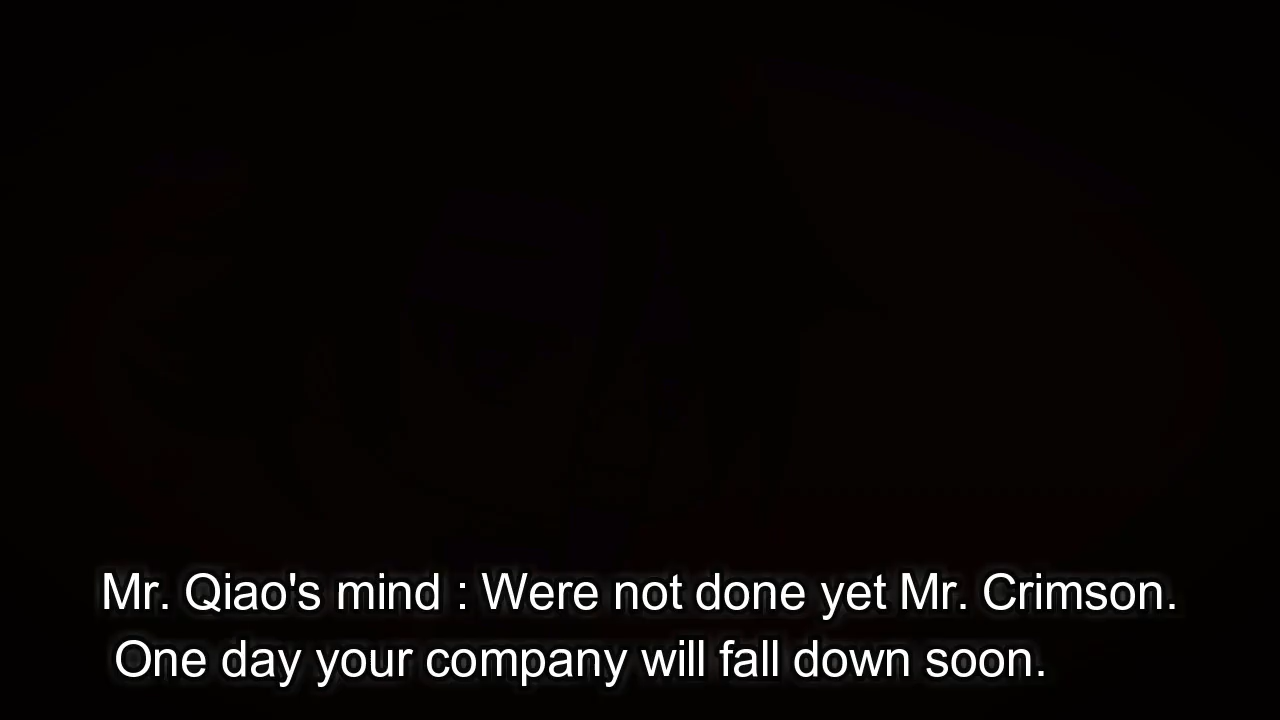 Mr. Qiao's mind : Were not done yet Mr. Crimson.
One day your company will fall down soon.